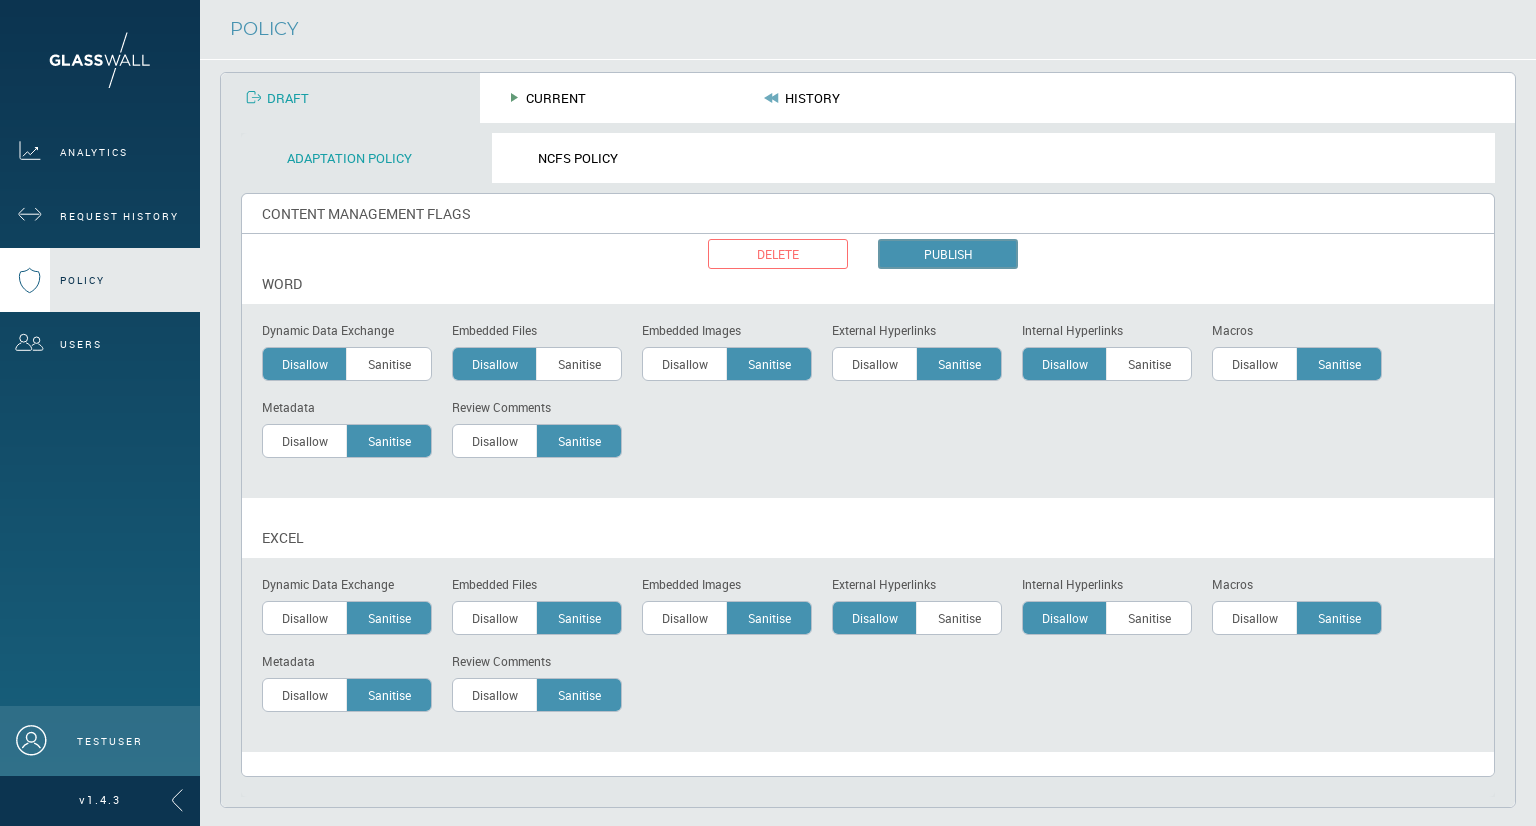 GLASSWALL
POLICY
ANALYTICS
REQUEST HISTORY
POLICY
USERS
TESTUSER
v1.4.3
DRAFT CURRENT HISTORY
ADAPTATION POLICY NCFS POLICY
CONTENT MANAGEMENT FLAGS
DELETE PUBLISH
WORD
Dynamic Data Exchange Embedded Files Embedded Images External Hyperlinks Internal Hyperlinks Macros
Disallow Sanitise Disallow Sanitise Disallow Sanitise Disallow Sanitise Disallow Sanitise Disallow Sanitise
Metadata Review Comments
Disallow Sanitise Disallow Sanitise
EXCEL
Dynamic Data Exchange Embedded Files Embedded Images External Hyperlinks Internal Hyperlinks Macros
Disallow Sanitise Disallow Sanitise Disallow Sanitise Disallow Sanitise Disallow Sanitise Disallow Sanitise
Metadata Review Comments
Disallow Sanitise Disallow Sanitise